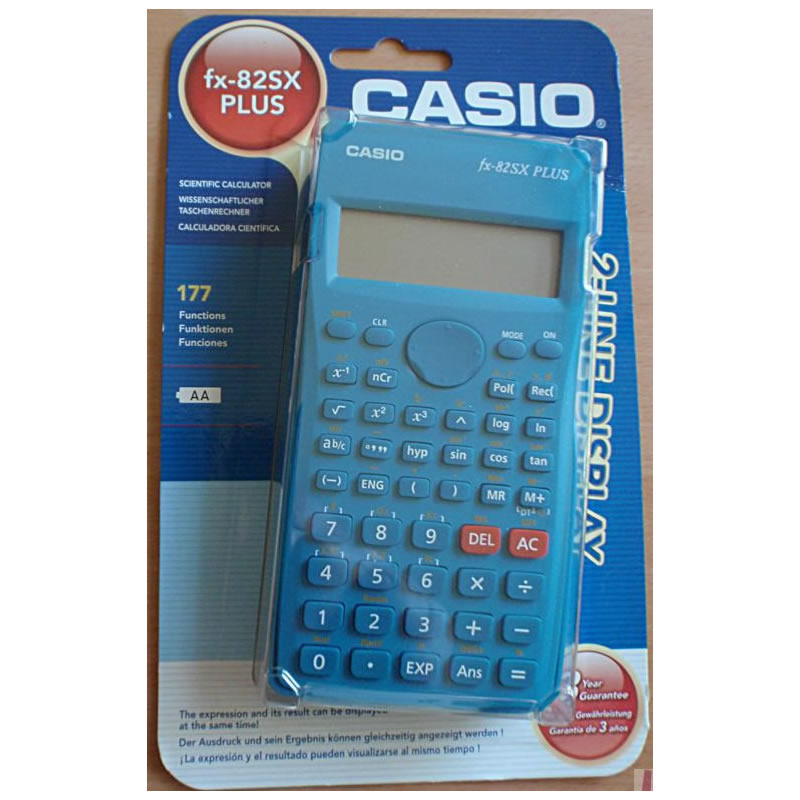 fx-82SX
PLUS
CASIO®
SCIENTIFIC CALCULATOR
WISSENSCHAFTLICHER
TASCHENRECHNER
CALCULADORA CIENTÍFICA
177
Functions
Funktionen
Funciones
AA
2-LINE DISPLAY
CASIO
fx-82SX PLUS
SHIFT CLR MODE ON
x⁻¹ nCr Pol( Rec(
√ x² x³ ^ log ln
ab/c °,,, hyp sin cos tan
(−) ENG ( ) MR M+
DT
7 8 9 DEL AC
4 5 6 × ÷
1 2 3 + −
0 · EXP Ans =
3 Year
Guarantee
Gewährleistung
Garantía de 3 años
The expression and its result can be displayed
at the same time!
Der Ausdruck und sein Ergebnis können gleichzeitig angezeigt werden !
¡La expresión y el resultado pueden visualizarse al mismo tiempo !